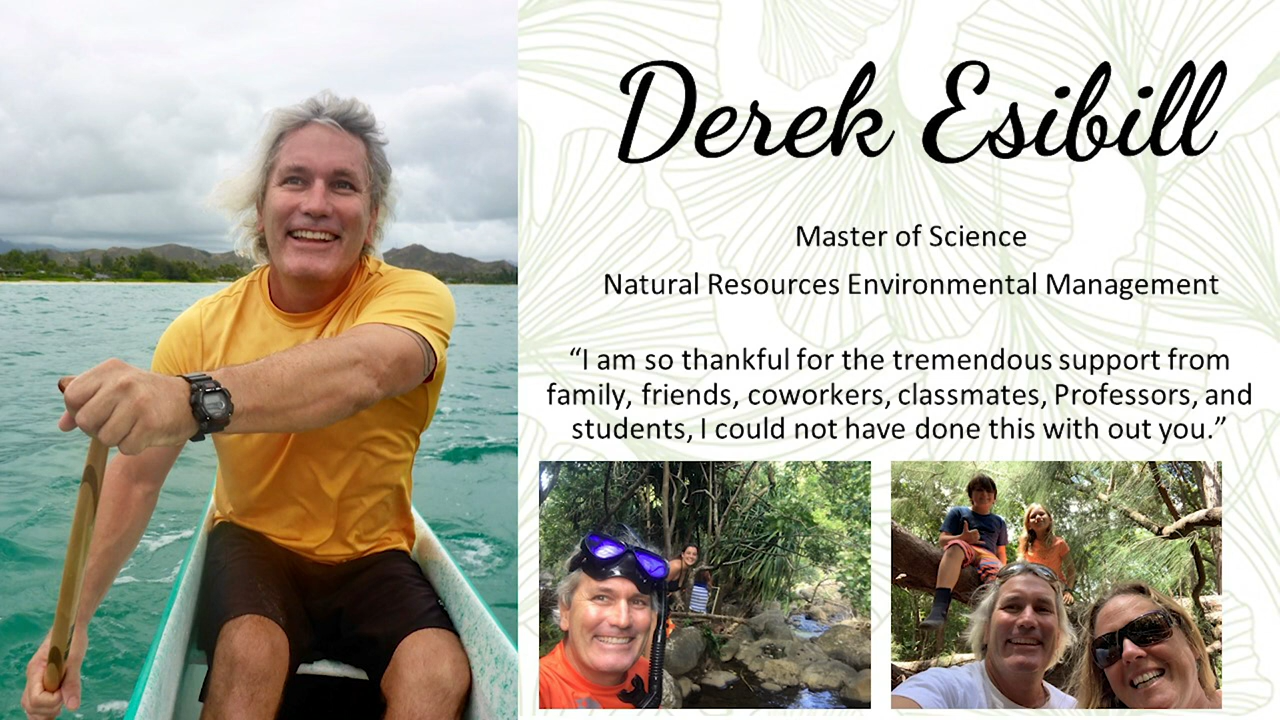 Derek Esibill
Master of Science
Natural Resources Environmental Management
“I am so thankful for the tremendous support from
family, friends, coworkers, classmates, Professors, and
students, I could not have done this with out you.”